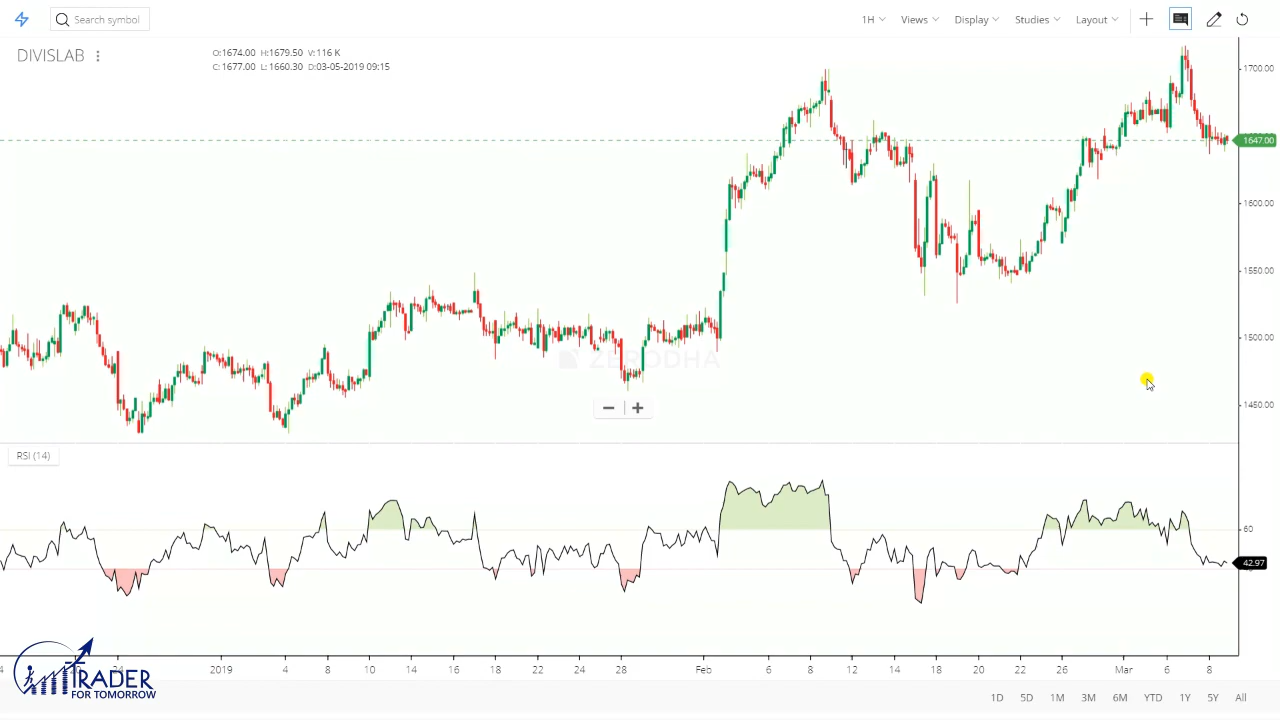 Search symbol
1H Views Display Studies Layout
DIVISLAB
O:1674.00 H:1679.50 V:116 K
C:1677.00 L:1660.30 D:03-05-2019 09:15
1700.00
1647.00
1600.00
1550.00
1500.00
ZERODHA
1450.00
RSI (14)
60
42.97
24 2019 4 8 10 14 16 18 22 24 28 Feb 6 8 12 14 18 20 22 26 Mar 6 8
TRADER
FOR TOMORROW
1D 5D 1M 3M 6M YTD 1Y 5Y All